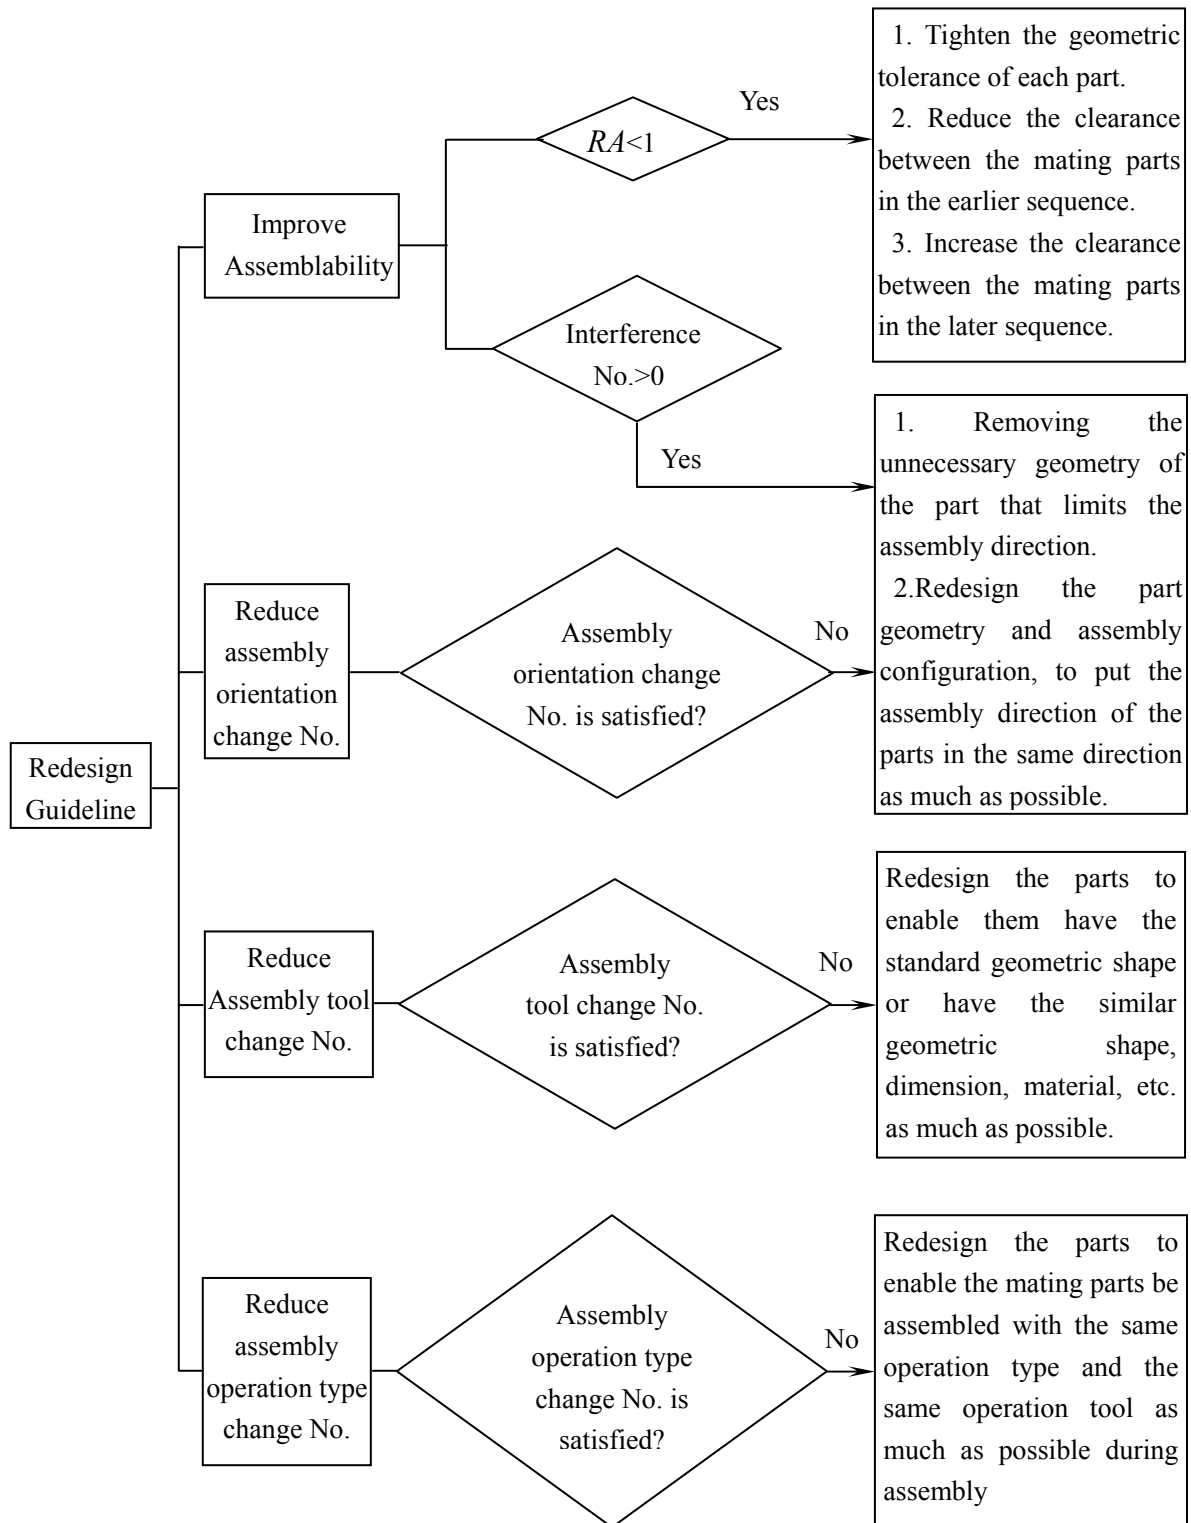 1. Tighten the geometric
tolerance of each part.
2. Reduce the clearance
between the mating parts
in the earlier sequence.
3. Increase the clearance
between the mating parts
in the later sequence.
Yes
RA<1
Improve
Assemblability
Interference
No.>0
Yes
1. Removing the
unnecessary geometry of
the part that limits the
assembly direction.
2.Redesign the part
geometry and assembly
configuration, to put the
assembly direction of the
parts in the same direction
as much as possible.
Reduce
assembly
orientation
change No.
Assembly
orientation change
No. is satisfied?
No
Redesign
Guideline
Reduce
Assembly tool
change No.
Assembly
tool change No.
is satisfied?
No
Redesign the parts to
enable them have the
standard geometric shape
or have the similar
geometric shape,
dimension, material, etc.
as much as possible.
Reduce
assembly
operation type
change No.
Assembly
operation type
change No. is
satisfied?
No
Redesign the parts to
enable the mating parts be
assembled with the same
operation type and the
same operation tool as
much as possible during
assembly